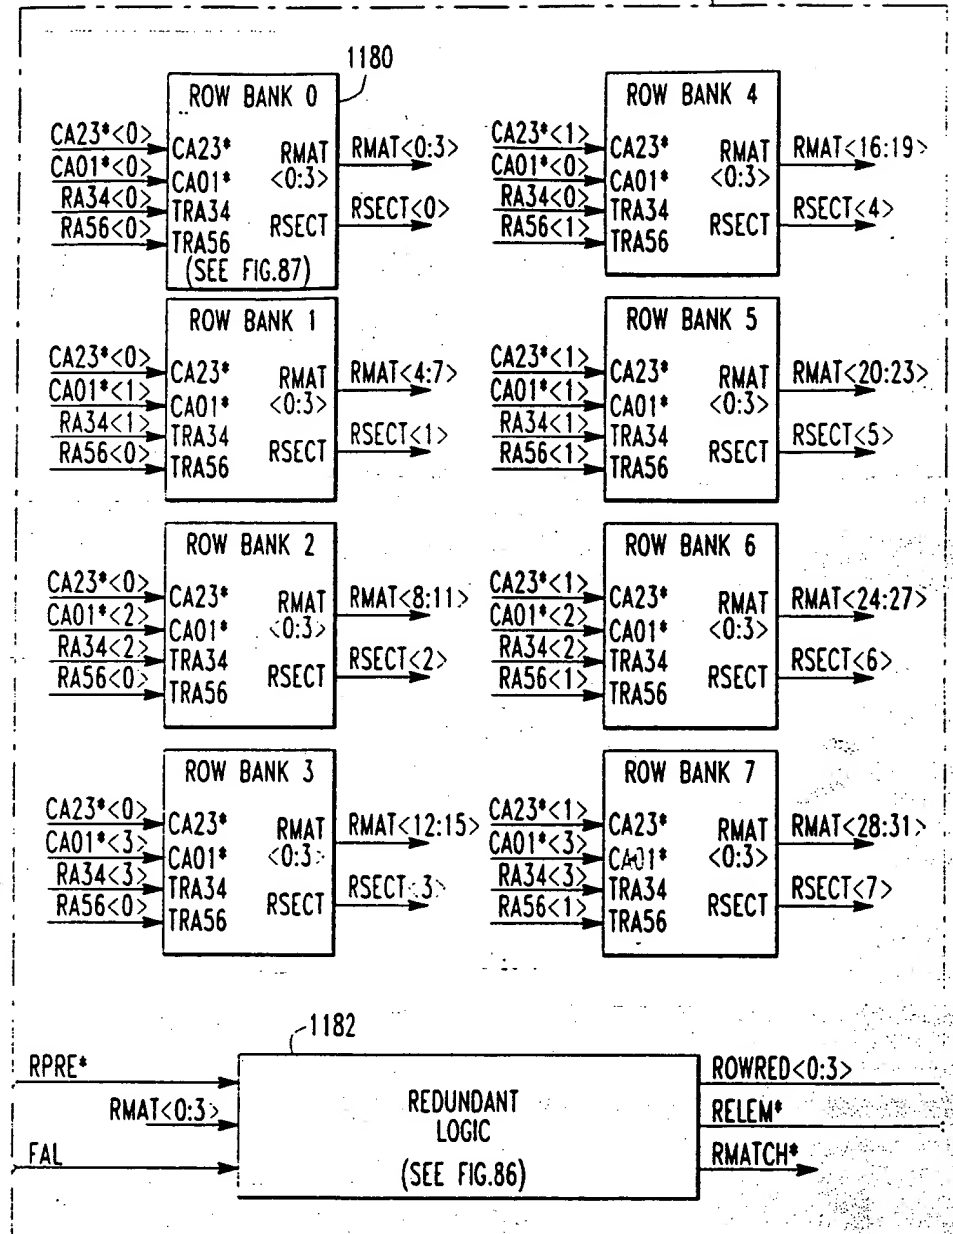 1180
ROW BANK 0
CA23*<0>
CA01*<0>
RA34<0>
RA56<0>
CA23*
CA01*
TRA34
TRA56
RMAT
<0:3>
RSECT
(SEE FIG.87)
RMAT<0:3>
RSECT<0>
ROW BANK 4
CA23*<1>
CA01*<0>
RA34<0>
RA56<1>
CA23*
CA01*
TRA34
TRA56
RMAT
<0:3>
RSECT
RMAT<16:19>
RSECT<4>
ROW BANK 1
CA23*<0>
CA01*<1>
RA34<1>
RA56<0>
CA23*
CA01*
TRA34
TRA56
RMAT
<0:3>
RSECT
RMAT<4:7>
RSECT<1>
ROW BANK 5
CA23*<1>
CA01*<1>
RA34<1>
RA56<1>
CA23*
CA01*
TRA34
TRA56
RMAT
<0:3>
RSECT
RMAT<20:23>
RSECT<5>
ROW BANK 2
CA23*<0>
CA01*<2>
RA34<2>
RA56<0>
CA23*
CA01*
TRA34
TRA56
RMAT
<0:3>
RSECT
RMAT<8:11>
RSECT<2>
ROW BANK 6
CA23*<1>
CA01*<2>
RA34<2>
RA56<1>
CA23*
CA01*
TRA34
TRA56
RMAT
<0:3>
RSECT
RMAT<24:27>
RSECT<6>
ROW BANK 3
CA23*<0>
CA01*<3>
RA34<3>
RA56<0>
CA23*
CA01*
TRA34
TRA56
RMAT
<0:3>
RSECT
RMAT<12:15>
RSECT<3>
ROW BANK 7
CA23*<1>
CA01*<3>
RA34<3>
RA56<1>
CA23*
CA01*
TRA34
TRA56
RMAT
<0:3>
RSECT
RMAT<28:31>
RSECT<7>
1182
RPRE*
RMAT<0:3>
FAL
REDUNDANT
LOGIC
(SEE FIG.86)
ROWRED<0:3>
RELEM*
RMATCH*